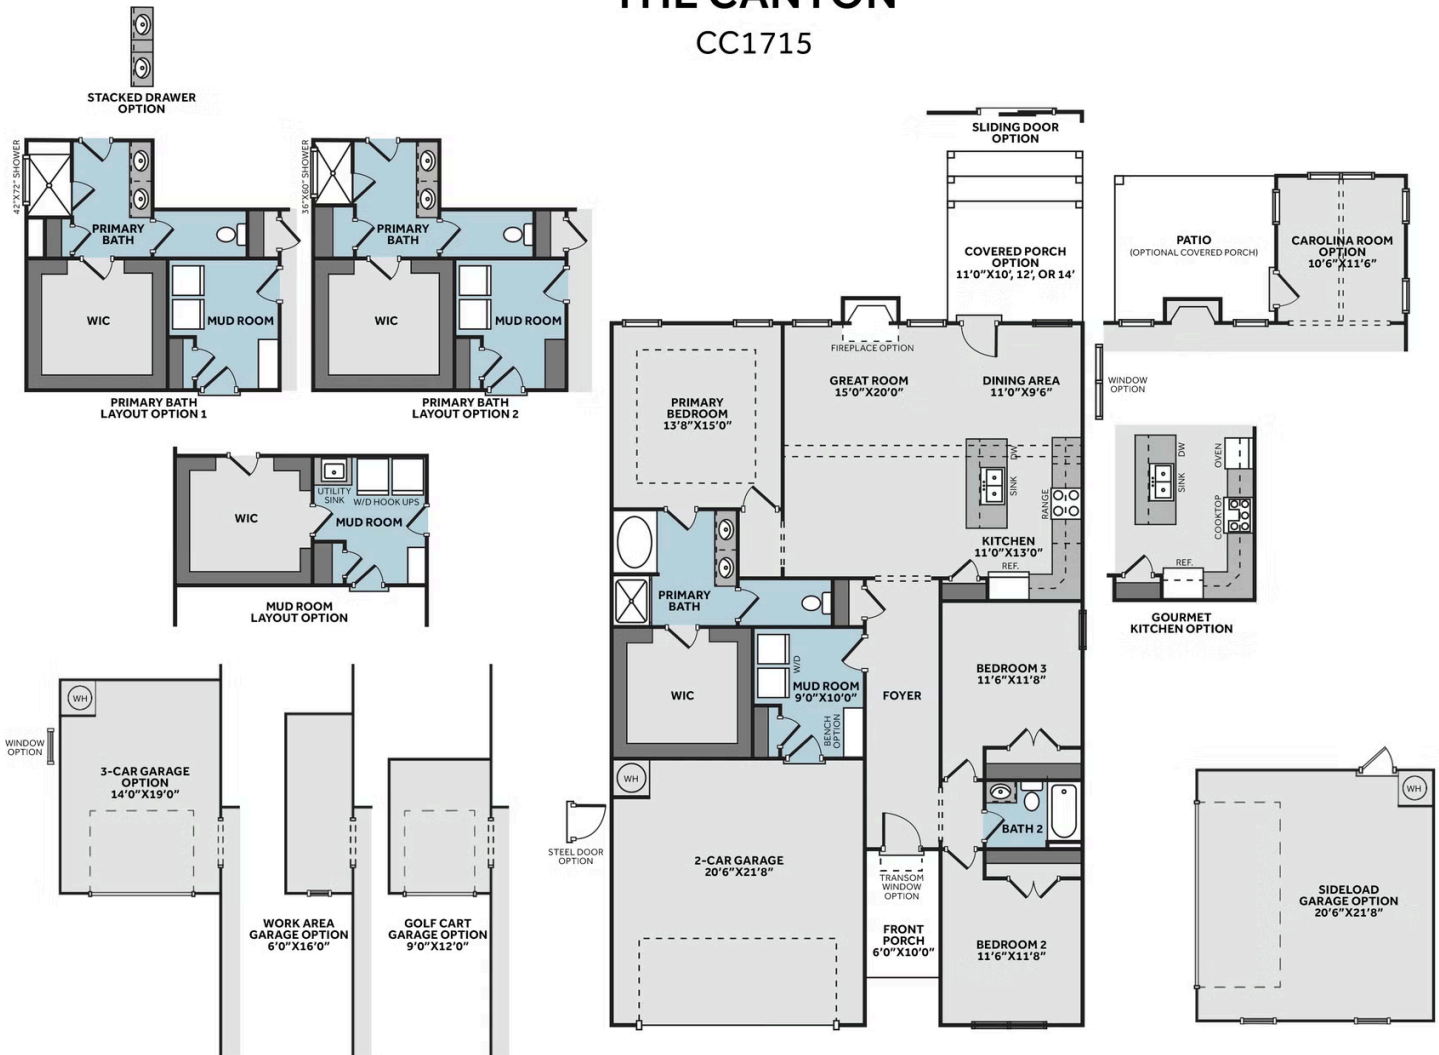 THE CANTON
CC1715
STACKED DRAWER
OPTION
42"X72" SHOWER
PRIMARY
BATH
WIC
MUD ROOM
PRIMARY BATH
LAYOUT OPTION 1
36"X60" SHOWER
PRIMARY
BATH
WIC
MUD ROOM
PRIMARY BATH
LAYOUT OPTION 2
WIC
UTILITY
SINK
W/D HOOK UPS
MUD ROOM
MUD ROOM
LAYOUT OPTION
SLIDING DOOR
OPTION
COVERED PORCH
OPTION
11'0"X10', 12', OR 14'
PATIO
(OPTIONAL COVERED PORCH)
CAROLINA ROOM
OPTION
10'6"X11'6"
FIREPLACE OPTION
GREAT ROOM
15'0"X20'0"
DINING AREA
11'0"X9'6"
PRIMARY
BEDROOM
13'8"X15'0"
WINDOW
OPTION
DW
SINK
RANGE
KITCHEN
11'0"X13'0"
REF.
DW
SINK
OVEN
COOKTOP
REF.
GOURMET
KITCHEN OPTION
PRIMARY
BATH
WIC
W/D
MUD ROOM
9'0"X10'0"
BENCH
OPTION
FOYER
BEDROOM 3
11'6"X11'8"
BATH 2
WH
2-CAR GARAGE
20'6"X21'8"
TRANSOM
WINDOW
OPTION
FRONT
PORCH
6'0"X10'0"
BEDROOM 2
11'6"X11'8"
WH
WINDOW
OPTION
3-CAR GARAGE
OPTION
14'0"X19'0"
WORK AREA
GARAGE OPTION
6'0"X16'0"
GOLF CART
GARAGE OPTION
9'0"X12'0"
STEEL DOOR
OPTION
WH
SIDELOAD
GARAGE OPTION
20'6"X21'8"